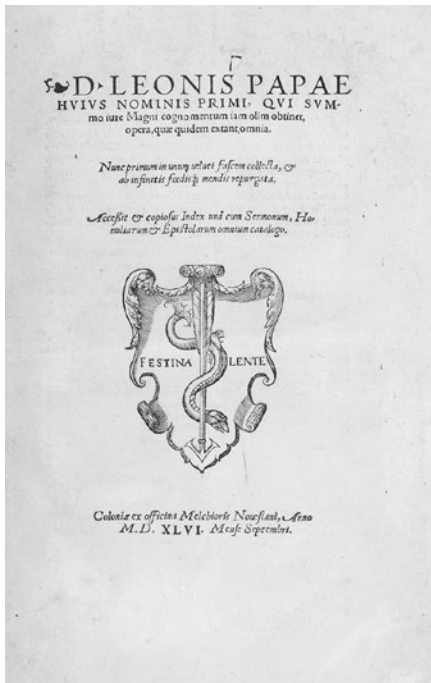 D. LEONIS PAPAE
HVIVS NOMINIS PRIMI, QVI SVM-
mo iure Magni cognomentum iam olim obtinet,
opera, quæ quidem extant, omnia.
Nunc primum in unum veluti fascem collecta, &
ab infinitis fœdisq́; mendis repurgata.
Accessit & copiosus Index unà cum Sermonum, Ho-
miliarum & Epistolarum omnium catalogo.
FESTINA LENTE
Coloniæ ex officina Melchioris Nouesiani, Anno
M. D. XLVI. Mense Septembri.